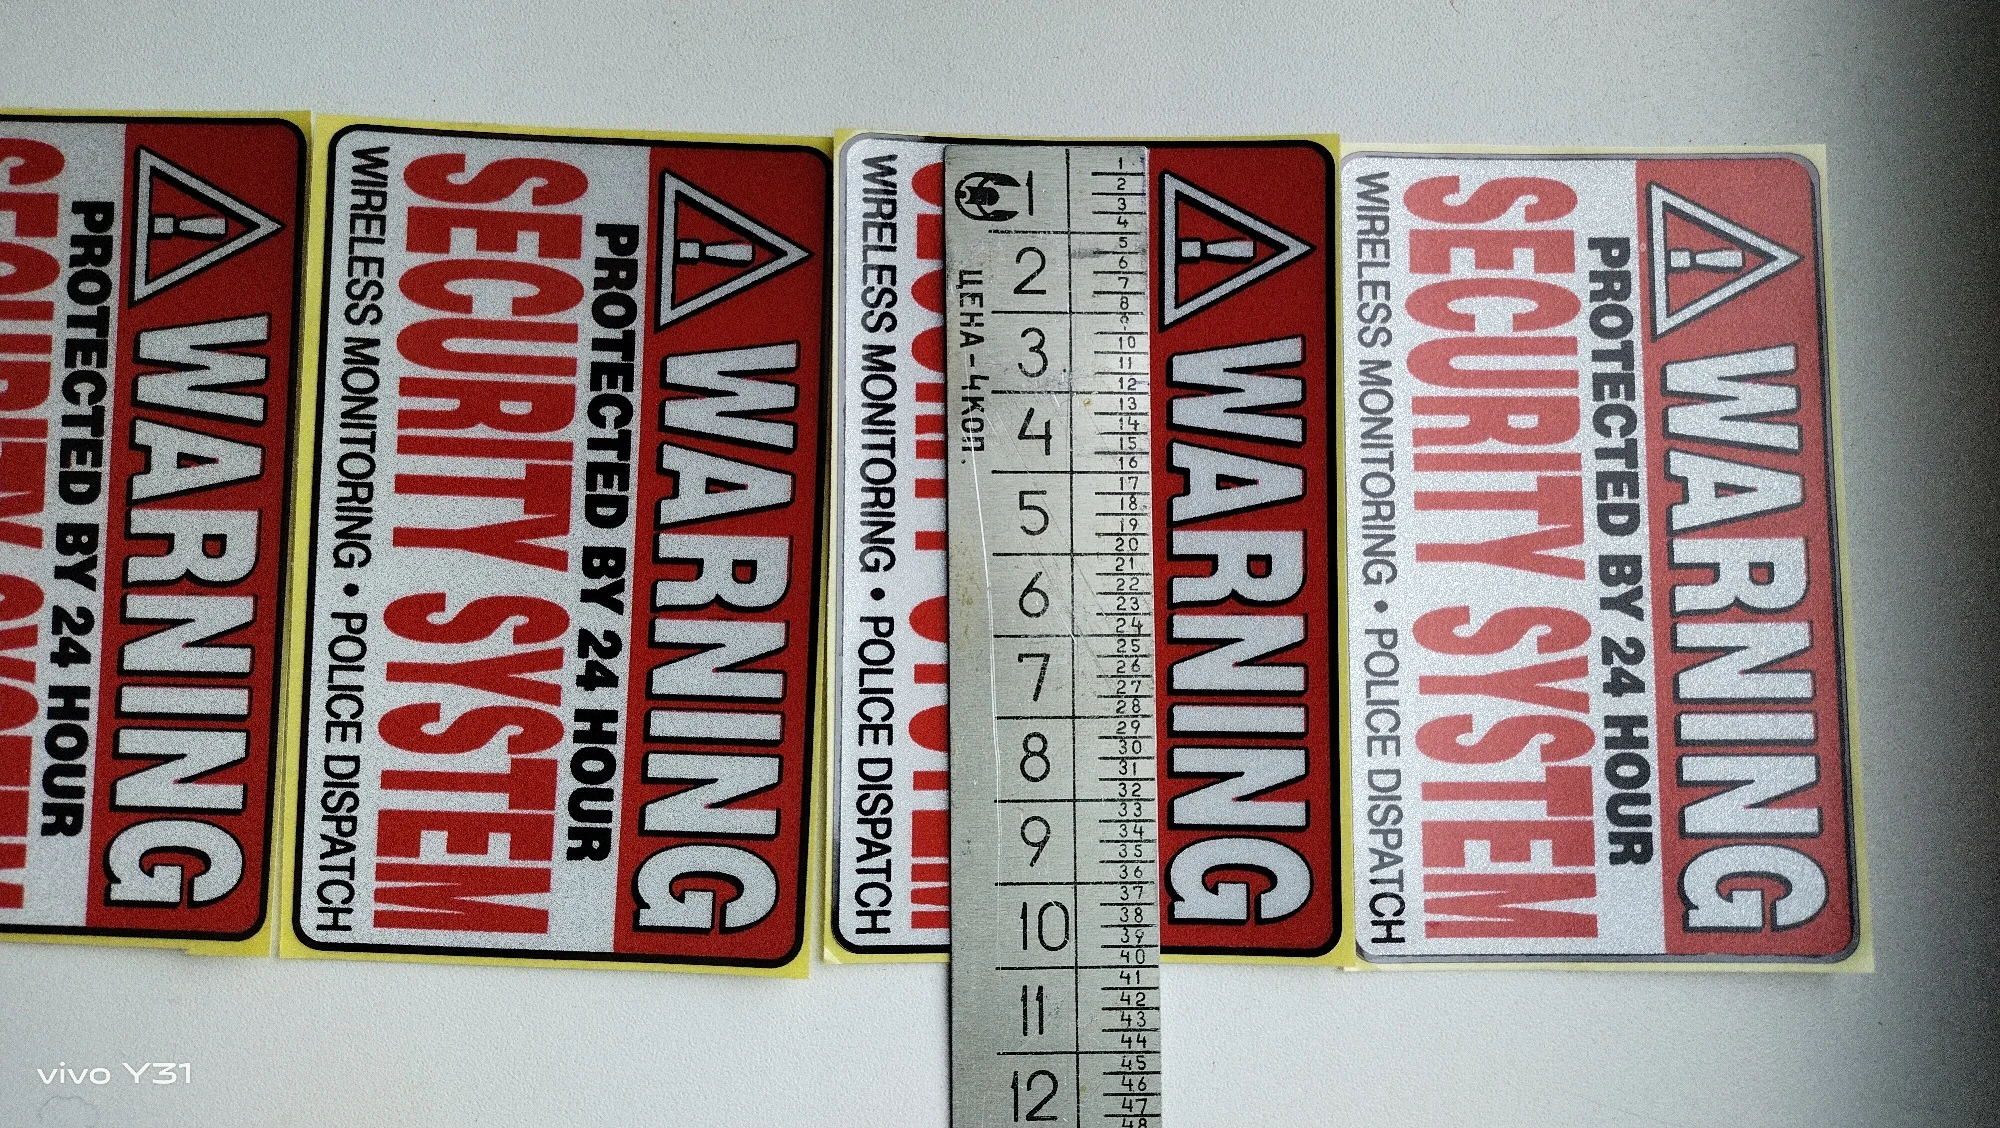 WARNING
PROTECTED BY 24 HOUR
SECURITY SYSTEM
WARNING
PROTECTED BY 24 HOUR
SECURITY SYSTEM
WIRELESS MONITORING • POLICE DISPATCH
WARNING
WIRELESS MONITORING • POLICE DISPATCH
ЦЕНА-4КОП.
1 2 3 4 5 6 7 8 9 10 11 12
1 2 3 4 5 6 7 8 9 10 11 12 13 14 15 16 17 18 19 20 21 22 23 24 25 26 27 28 29 30 31 32 33 34 35 36 37 38 39 40 41 42 43 44 45 46 47 48
WARNING
PROTECTED BY 24 HOUR
SECURITY SYSTEM
WIRELESS MONITORING • POLICE DISPATCH
vivo Y31